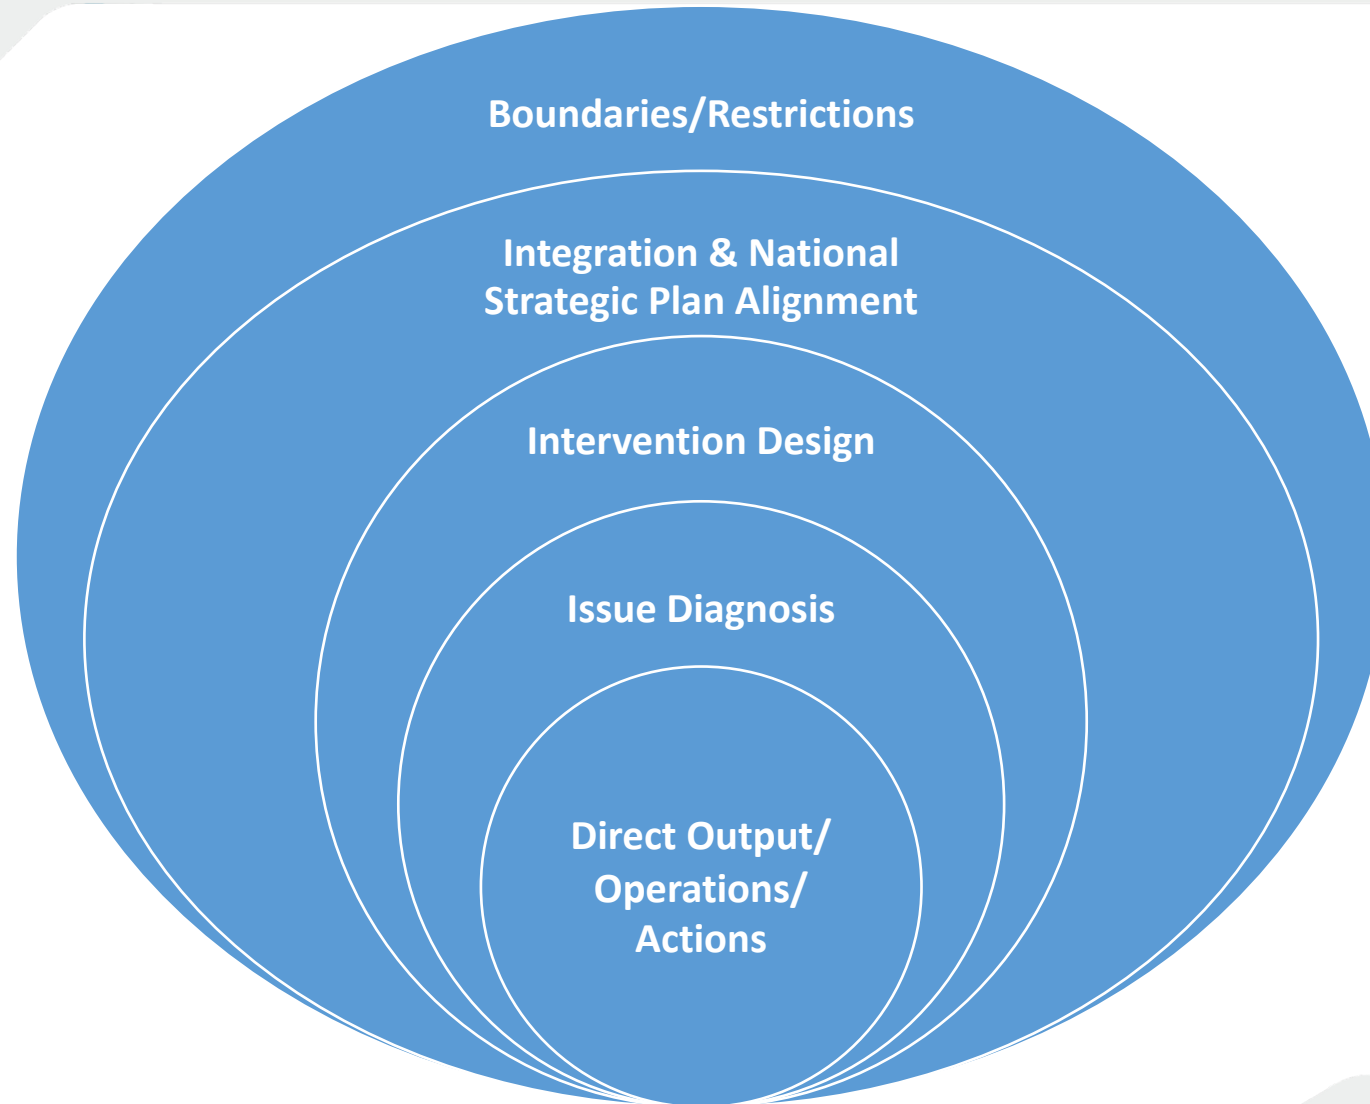 Boundaries/Restrictions
Integration & National
Strategic Plan Alignment
Intervention Design
Issue Diagnosis
Direct Output/
Operations/
Actions